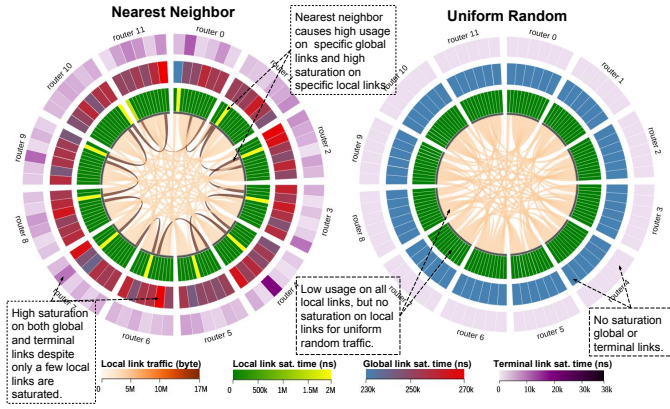 Nearest Neighbor
Uniform Random
Nearest neighbor
causes high usage
on specific global
links and high
saturation on
specific local links
router 11
router 0
router 10
router 1
router 9
router 2
router 8
router 3
router 6
router 5
router 11
router 0
router 10
router 1
router 9
router 2
router 8
router 3
router 4
router 6
router 5
High saturation
on both global
and terminal
links despite
only a few local
links are
saturated.
Low usage on all
local links, but no
saturation on local
links for uniform
random traffic.
No saturation
global or
terminal links.
Local link traffic (byte)
0 10M 17M
Local link sat. time (ns)
0 500k 1M 1.5M 2M
Global link sat. time (ns)
230k 250k 270k
Terminal link sat. time (ns)
0 10k 20k 30k 38k